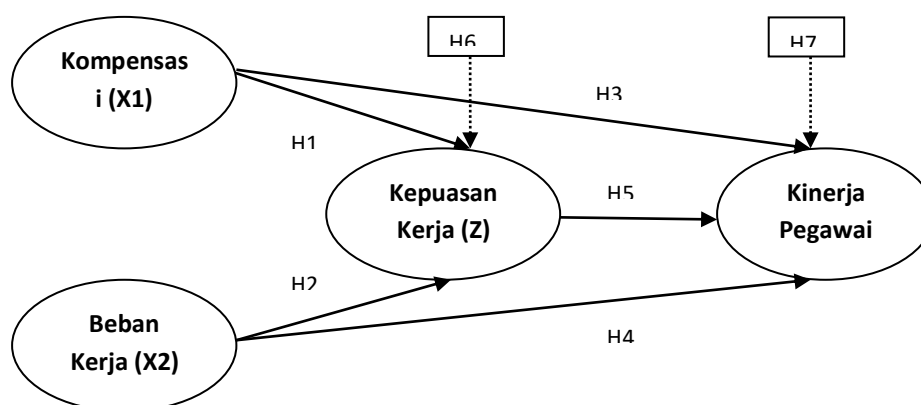 Kompensas
i (X1)
H6
H7
H3
H1
Kepuasan
Kerja (Z)
H5
Kinerja
Pegawai
H2
Beban
Kerja (X2)
H4